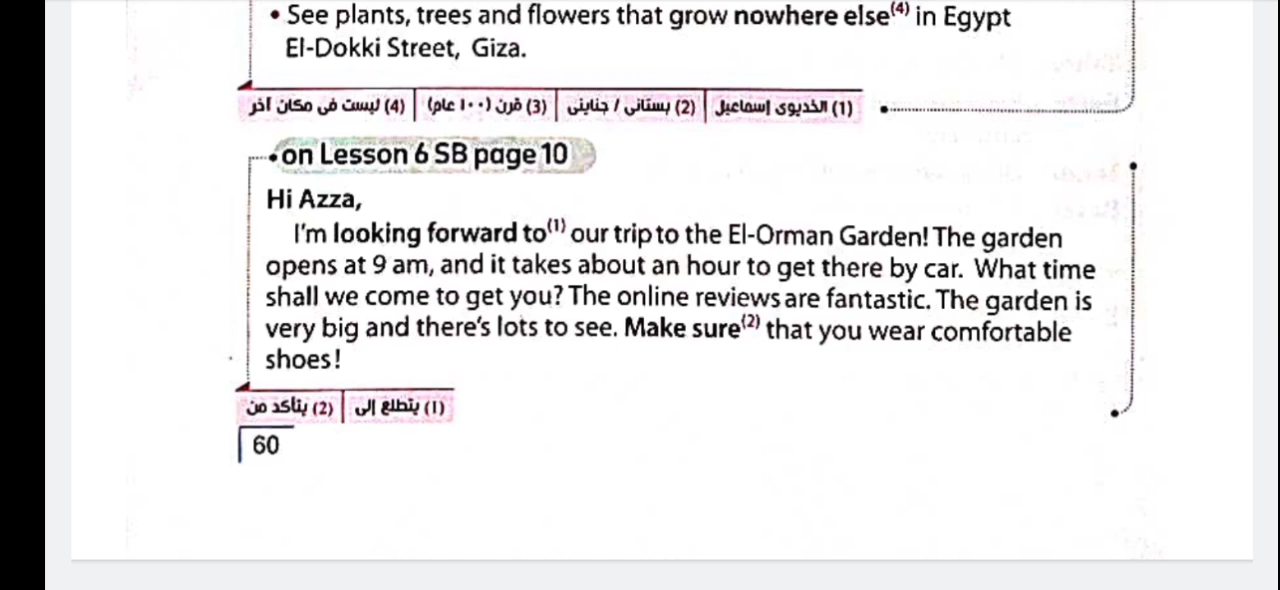 • See plants, trees and flowers that grow nowhere else(4) in Egypt
El-Dokki Street, Giza.
(1) الخديوى إسماعيل (2) بستانى / جناينى (3) قرن (١٠٠ عام) (4) ليست فى مكان آخر
• on Lesson 6 SB page 10
Hi Azza,
I'm looking forward to(1) our trip to the El-Orman Garden! The garden
opens at 9 am, and it takes about an hour to get there by car. What time
shall we come to get you? The online reviews are fantastic. The garden is
very big and there's lots to see. Make sure(2) that you wear comfortable
shoes!
(1) يتطلع إلى (2) يتأكد من
60